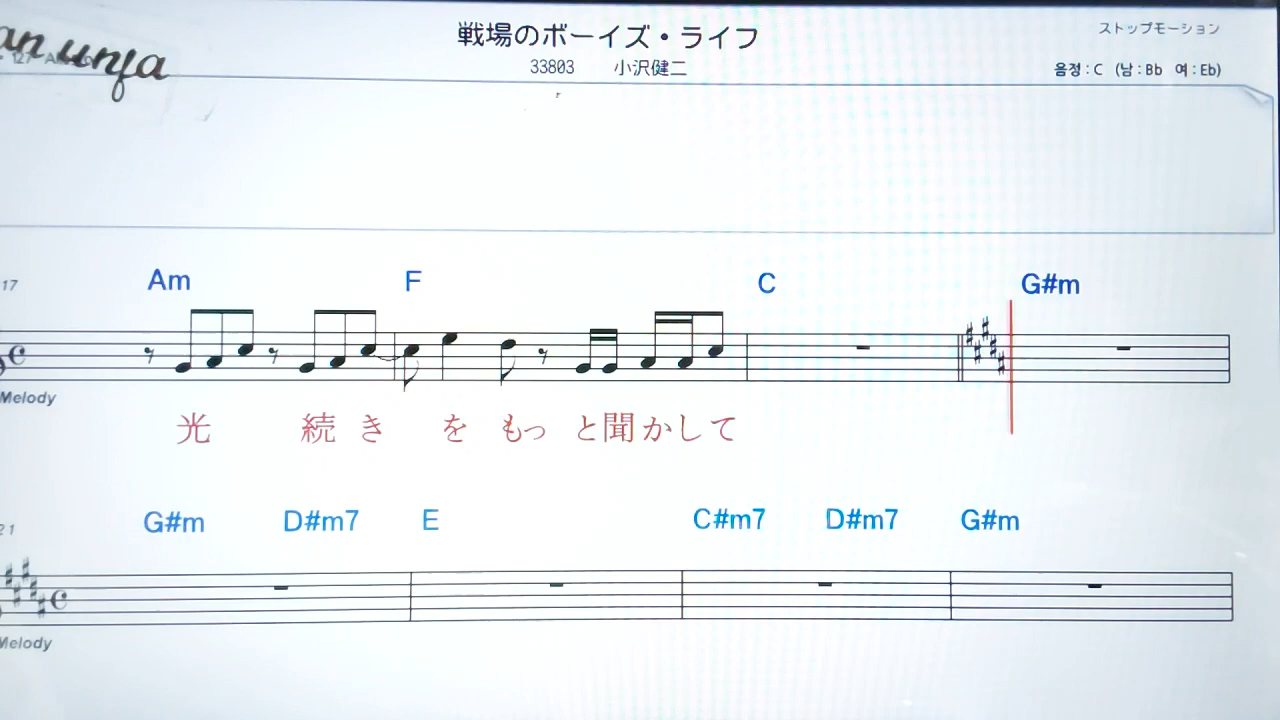 戦場のボーイズ・ライフ
ストップモーション
33803 小沢健二
음정 : C (남 : Bb 여 : Eb)
17 Am F C G#m
Melody
光 続 き を もっ と聞かして
21 G#m D#m7 E C#m7 D#m7 G#m
Melody